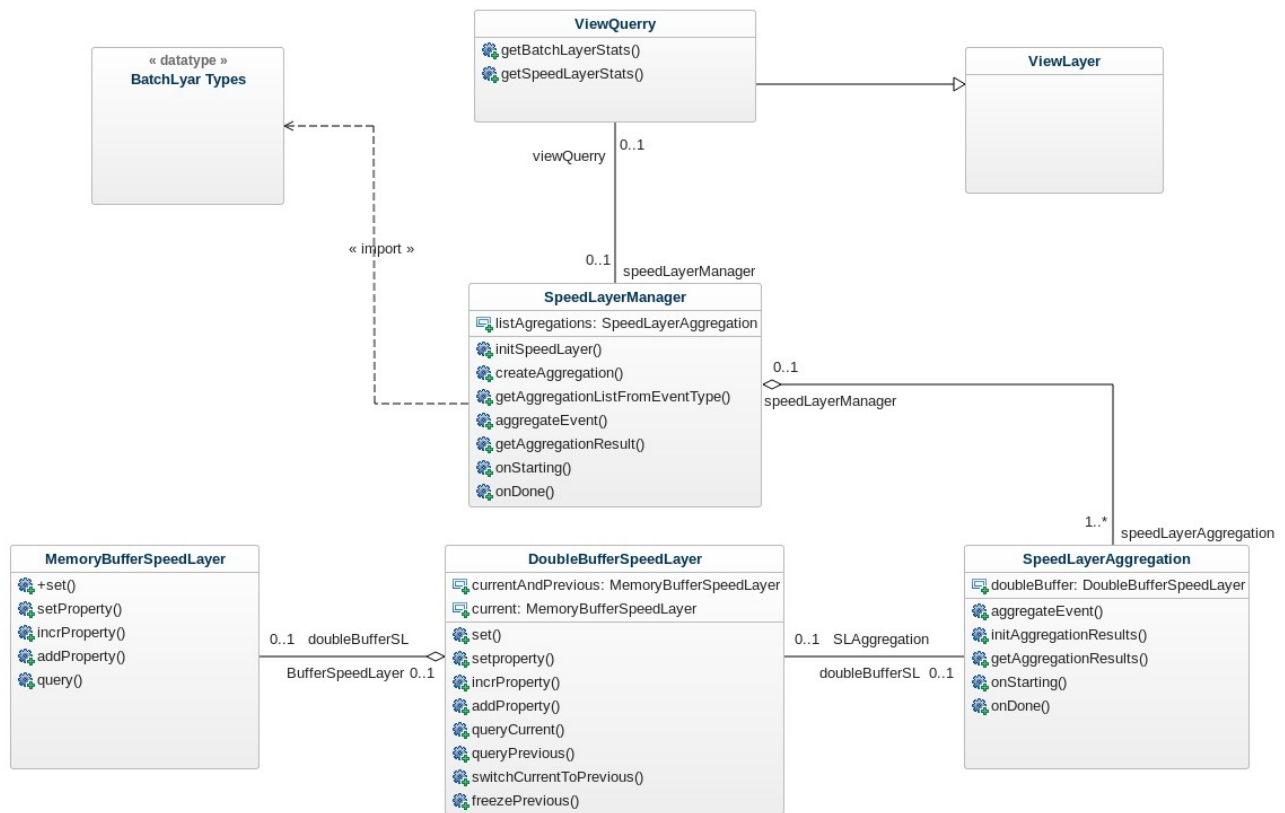 ViewQuerry
getBatchLayerStats()
getSpeedLayerStats()
« datatype »
BatchLyar Types
ViewLayer
0..1
viewQuerry
« import »
0..1
speedLayerManager
SpeedLayerManager
listAgregations: SpeedLayerAggregation
initSpeedLayer()
createAggregation()
getAggregationListFromEventType()
aggregateEvent()
getAggregationResult()
onStarting()
onDone()
0..1
speedLayerManager
1..*
speedLayerAggregation
MemoryBufferSpeedLayer
+set()
setProperty()
incrProperty()
addProperty()
query()
0..1 doubleBufferSL
BufferSpeedLayer 0..1
DoubleBufferSpeedLayer
currentAndPrevious: MemoryBufferSpeedLayer
current: MemoryBufferSpeedLayer
set()
setproperty()
incrProperty()
addProperty()
queryCurrent()
queryPrevious()
switchCurrentToPrevious()
freezePrevious()
0..1 SLAggregation
doubleBufferSL 0..1
SpeedLayerAggregation
doubleBuffer: DoubleBufferSpeedLayer
aggregateEvent()
initAggregationResults()
getAggregationResults()
onStarting()
onDone()